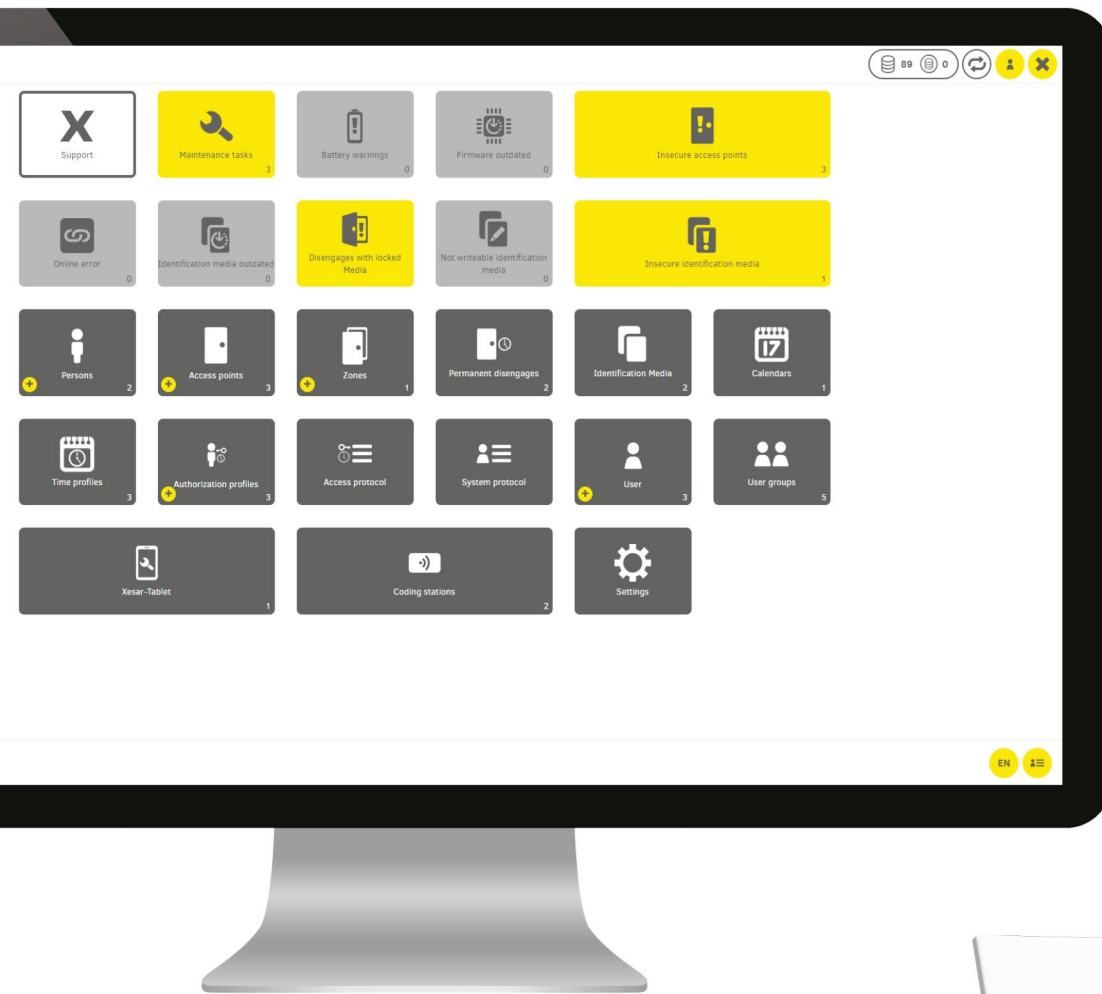 89 0
X
Support
Maintenance tasks
3
Battery warnings
0
Firmware outdated
0
Insecure access points
3
Online error
0
Identification media outdated
0
Disengages with locked
Media
Not writeable identification
media
0
Insecure identification media
1
Persons
2
Access points
3
Zones
1
Permanent disengages
2
Identification Media
2
17
Calendars
1
Time profiles
3
Authorization profiles
3
Access protocol
System protocol
User
3
User groups
5
Xesar-Tablet
1
Coding stations
2
Settings
EN